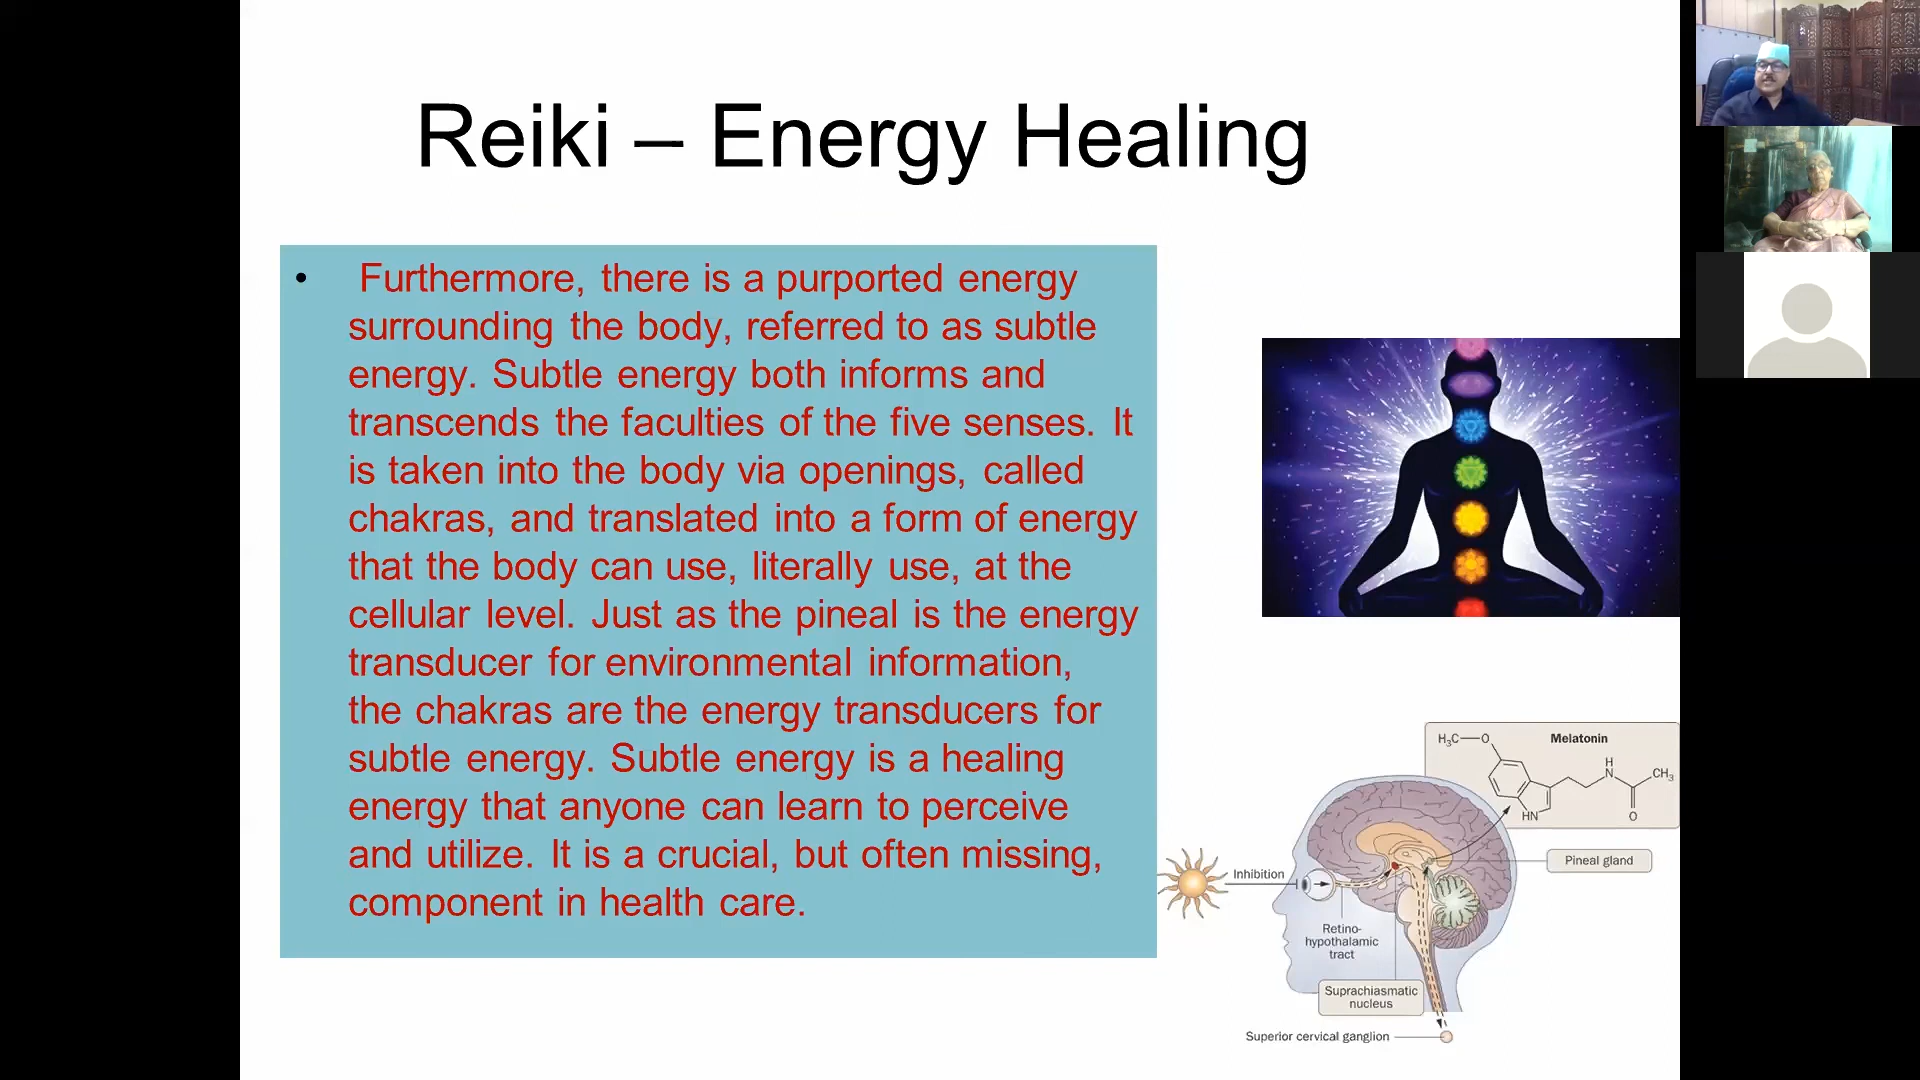 Reiki – Energy Healing
• Furthermore, there is a purported energy
surrounding the body, referred to as subtle
energy. Subtle energy both informs and
transcends the faculties of the five senses. It
is taken into the body via openings, called
chakras, and translated into a form of energy
that the body can use, literally use, at the
cellular level. Just as the pineal is the energy
transducer for environmental information,
the chakras are the energy transducers for
subtle energy. Subtle energy is a healing
energy that anyone can learn to perceive
and utilize. It is a crucial, but often missing,
component in health care.
Melatonin
H₃C—O
H
N
CH₃
HN
O
Pineal gland
Inhibition
Retino-
hypothalamic
tract
Suprachiasmatic
nucleus
Superior cervical ganglion